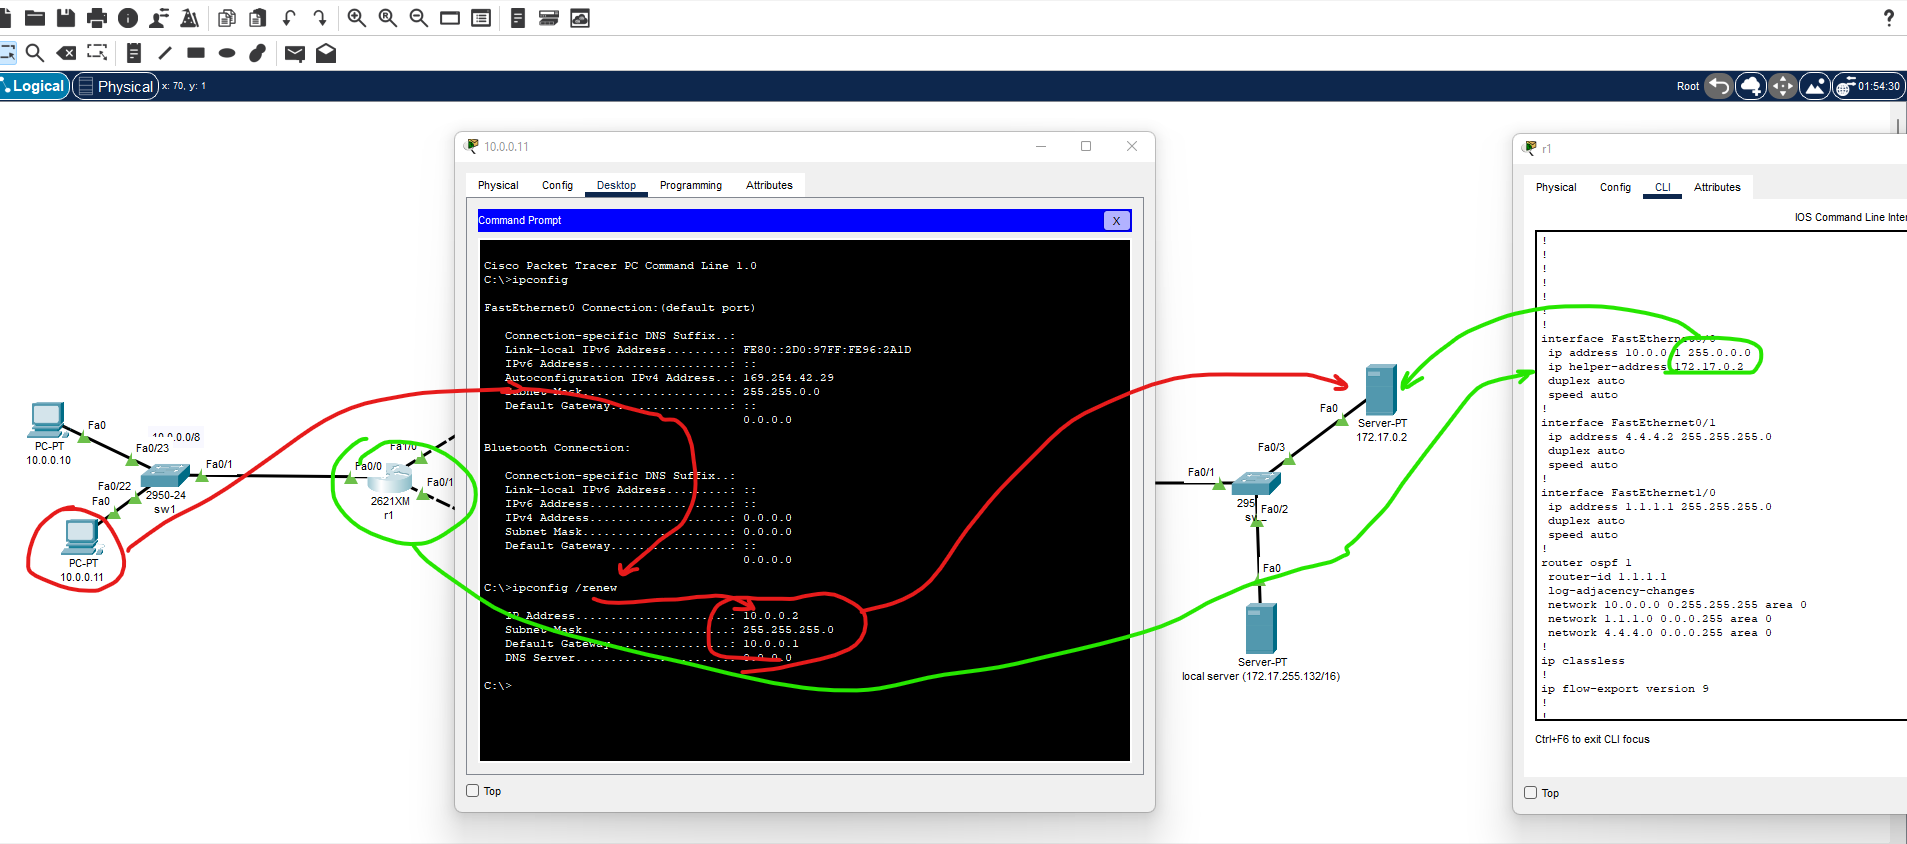 ?
Logical
Physical
x: 70, y: 1
Root
01:54:30
10.0.0.11
Physical
Config
Desktop
Programming
Attributes
Command Prompt
X
Cisco Packet Tracer PC Command Line 1.0
C:\>ipconfig
FastEthernet0 Connection:(default port)
Connection-specific DNS Suffix..:
Link-local IPv6 Address.........: FE80::2D0:97FF:FE96:2A1D
IPv6 Address....................: ::
Autoconfiguration IPv4 Address..: 169.254.42.29
Subnet Mask.....................: 255.255.0.0
Default Gateway.................: ::
0.0.0.0
Bluetooth Connection:
Connection-specific DNS Suffix..:
Link-local IPv6 Address.........: ::
IPv6 Address....................: ::
IPv4 Address....................: 0.0.0.0
Subnet Mask.....................: 0.0.0.0
Default Gateway.................: ::
0.0.0.0
C:\>ipconfig /renew
IP Address......................: 10.0.0.2
Subnet Mask.....................: 255.255.255.0
Default Gateway.................: 10.0.0.1
DNS Server......................: 0.0.0.0
C:\>
Top
Fa0
PC-PT
10.0.0.10
10.0.0.0/8
Fa0/23
Fa0/1
Fa0/22
Fa0
2950-24
sw1
PC-PT
10.0.0.11
Fa1/0
Fa0/0
Fa0/1
2621XM
r1
Fa0
Server-PT
172.17.0.2
Fa0/3
Fa0/1
295
Fa0/2
Fa0
Server-PT
local server (172.17.255.132/16)
r1
Physical
Config
CLI
Attributes
IOS Command Line Inter
!
!
!
!
!
!
!
interface FastEthernet0/0
ip address 10.0.0.1 255.0.0.0
ip helper-address 172.17.0.2
duplex auto
speed auto
!
interface FastEthernet0/1
ip address 4.4.4.2 255.255.255.0
duplex auto
speed auto
!
interface FastEthernet1/0
ip address 1.1.1.1 255.255.255.0
duplex auto
speed auto
!
router ospf 1
router-id 1.1.1.1
log-adjacency-changes
network 10.0.0.0 0.255.255.255 area 0
network 1.1.1.0 0.0.0.255 area 0
network 4.4.4.0 0.0.0.255 area 0
!
ip classless
!
ip flow-export version 9
!
!
Ctrl+F6 to exit CLI focus
Top